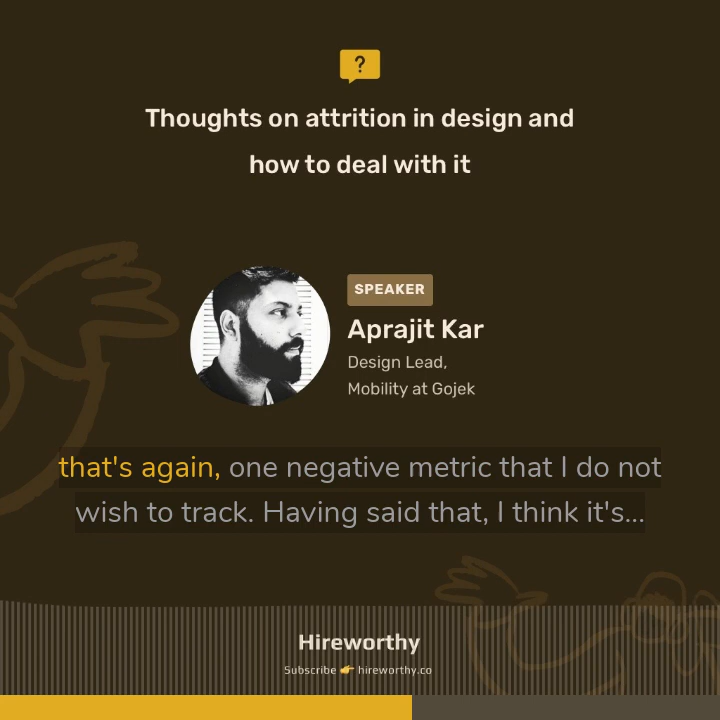 ?
Thoughts on attrition in design and
how to deal with it
SPEAKER
Aprajit Kar
Design Lead,
Mobility at Gojek
that's again, one negative metric that I do not
wish to track. Having said that, I think it's...
Hireworthy
Subscribe 👉 hireworthy.co